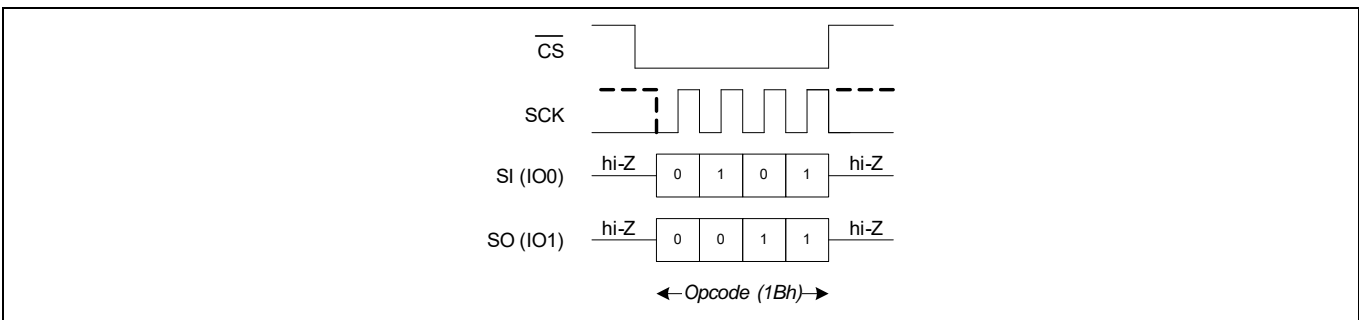 CS
SCK
hi-Z 0 1 0 1 hi-Z
SI (IO0)
hi-Z 0 0 1 1 hi-Z
SO (IO1)
Opcode (1Bh)